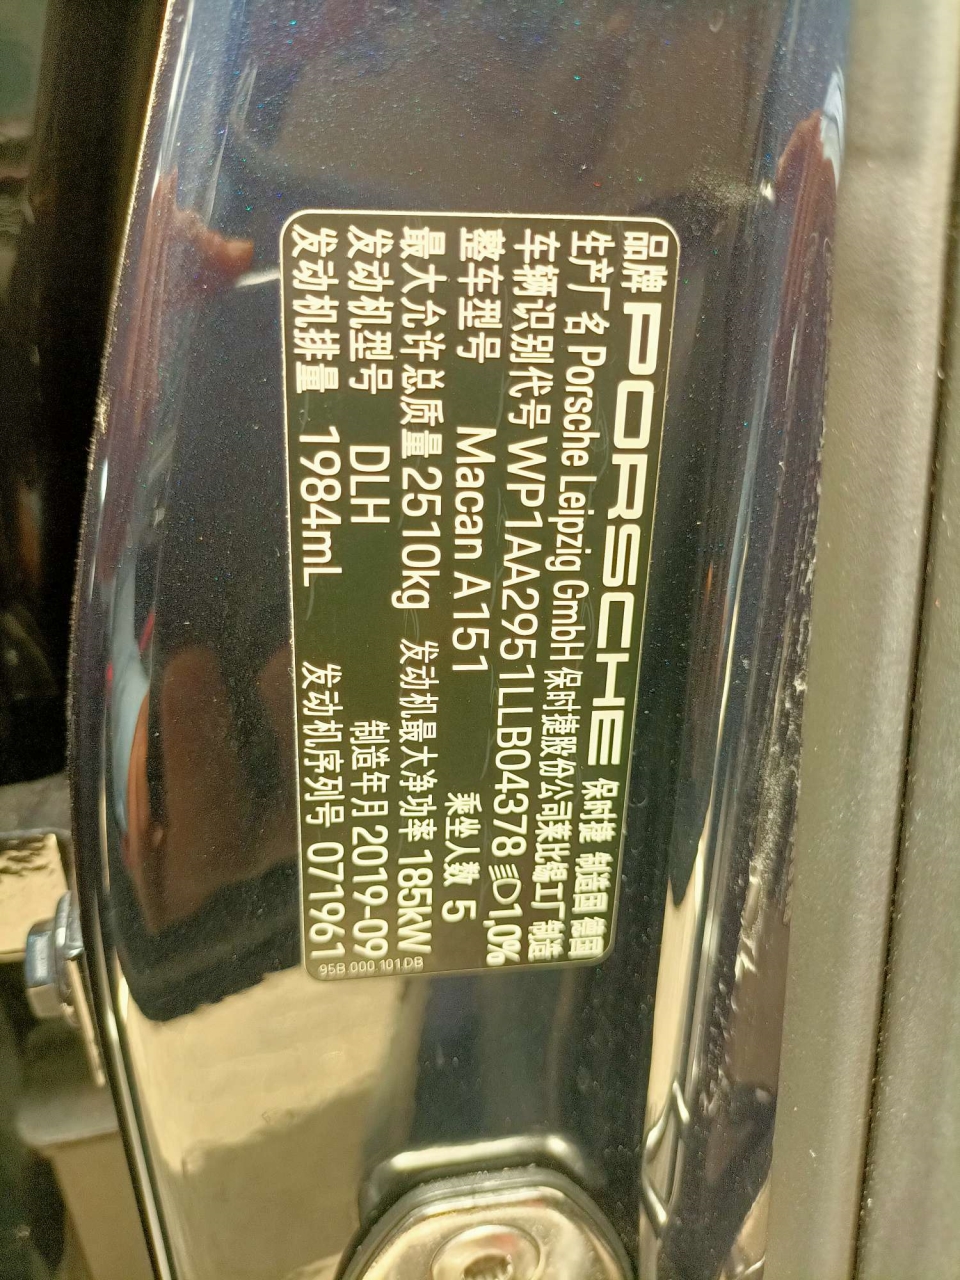 品牌 PORSCHE 保时捷 制造国 德国
生产厂名 Porsche Leipzig GmbH 保时捷股份公司莱比锡工厂 制造
车辆识别代号 WP1AA2951LLB04378 1,0%
整车型号 Macan A151 乘坐人数 5
最大允许总质量 2510kg 发动机最大净功率 185kW
发动机型号 DLH 制造年月 2019-09
发动机排量 1984mL 发动机序列号 071961
95B 000 101 DB